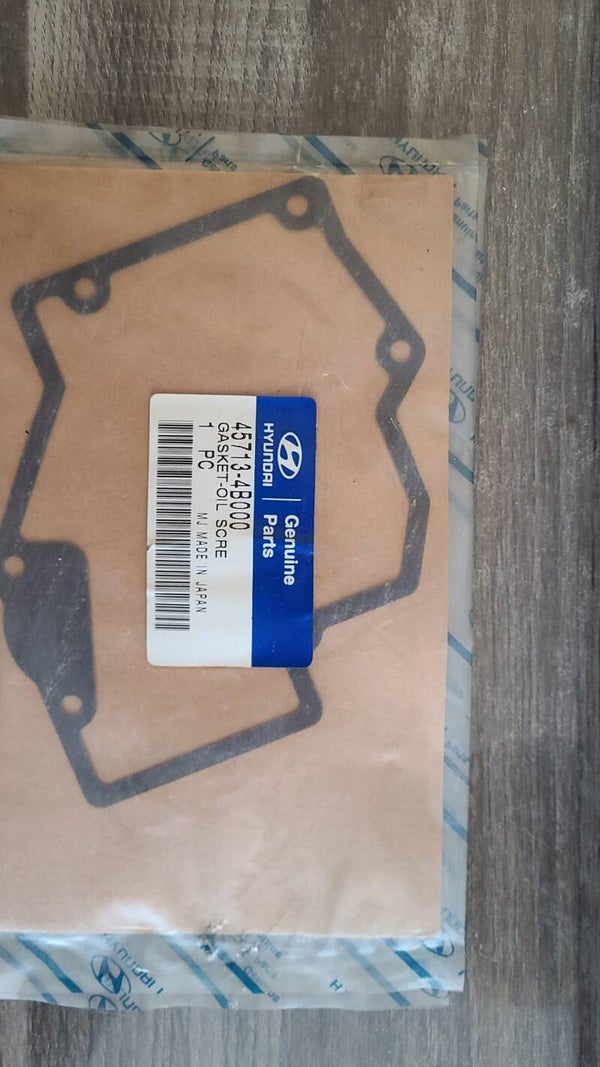 HYUNDAI
Genuine
Parts
45713-4B000
GASKET-OIL SCRE
1 PC
MJ MADE IN JAPAN